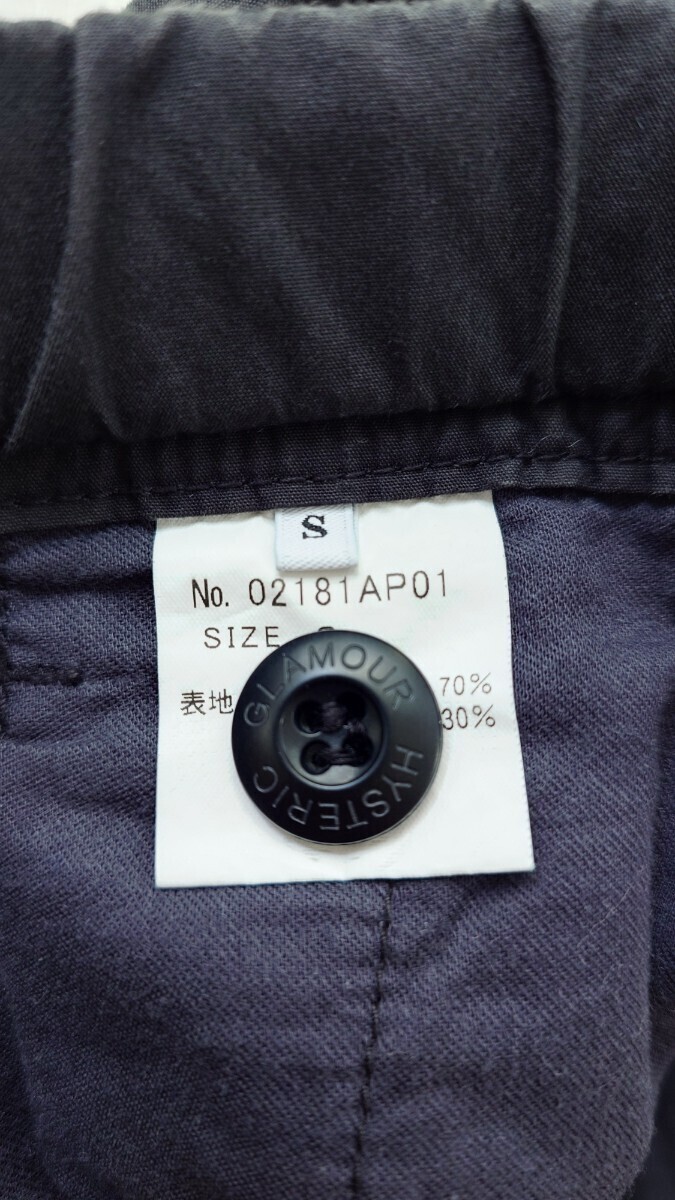 S
No. 02181AP01
SIZE
表地 70%
30%
GLAMOUR
HYSTERIC